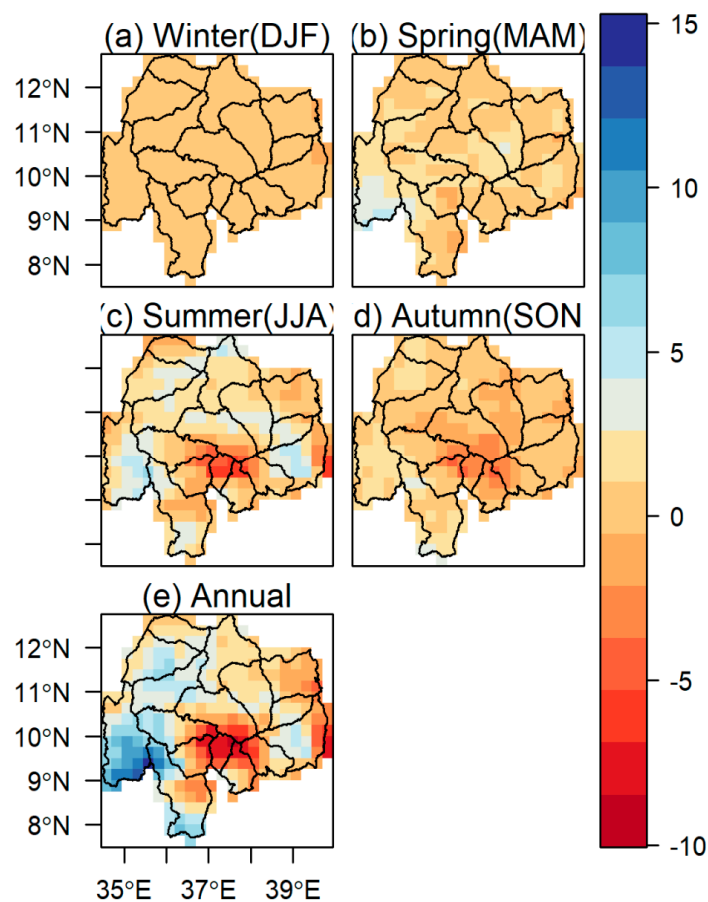 (a) Winter(DJF)
(b) Spring(MAM)
15
12°N
11°N
10°N
9°N
8°N
10
(c) Summer(JJA)
d) Autumn(SON
5
0
(e) Annual
12°N
11°N
10°N
9°N
8°N
-5
-10
35°E
37°E
39°E